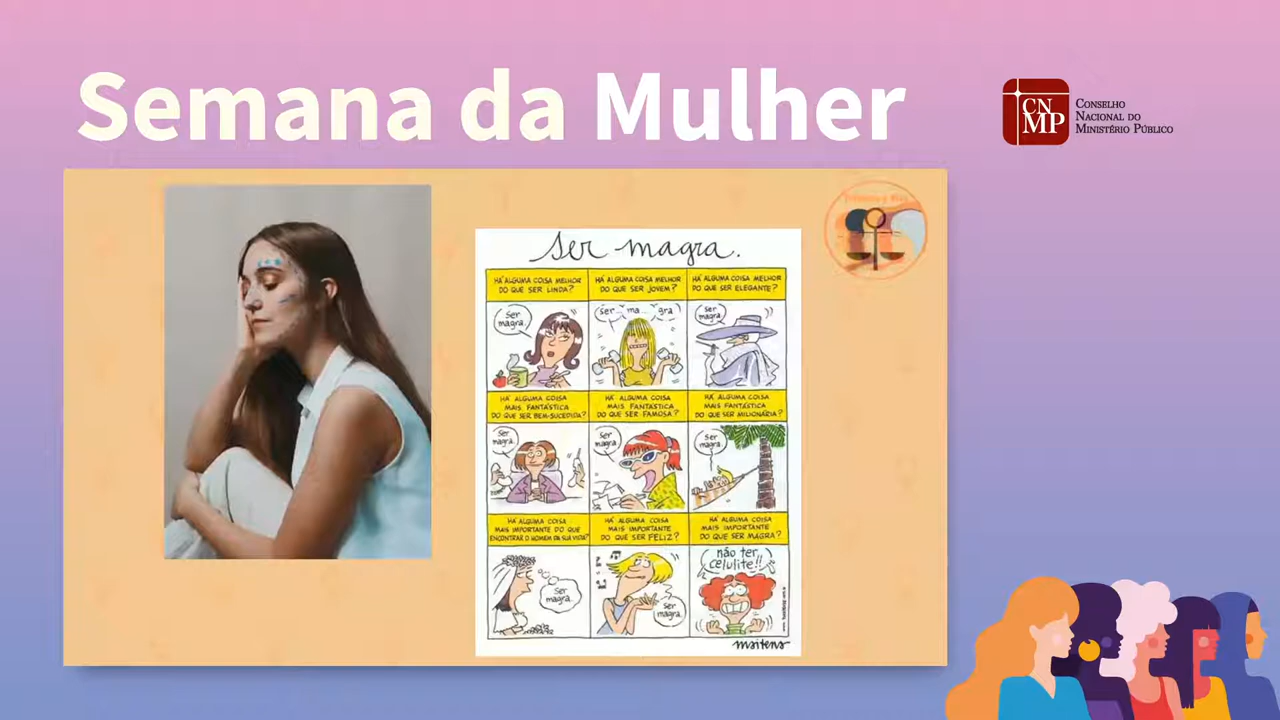 Semana da Mulher
CN
MP
CONSELHO
NACIONAL DO
MINISTÉRIO PÚBLICO
Ser magra.
HÁ ALGUMA COISA MELHOR
DO QUE SER LINDA?
HÁ ALGUMA COISA MELHOR
DO QUE SER JOVEM?
HÁ ALGUMA COISA MELHOR
DO QUE SER ELEGANTE?
Ser
magra.
Ser... ma... gra
Ser
magra.
HÁ ALGUMA COISA
MAIS FANTÁSTICA
DO QUE SER BEM-SUCEDIDA?
HÁ ALGUMA COISA
MAIS FANTÁSTICA
DO QUE SER FAMOSA?
HÁ ALGUMA COISA
MAIS FANTÁSTICA
DO QUE SER MILIONÁRIA?
Ser
magra.
Ser
magra.
Ser
magra.
HÁ ALGUMA COISA
MAIS IMPORTANTE DO QUE
ENCONTRAR O HOMEM DA SUA VIDA?
HÁ ALGUMA COISA
MAIS IMPORTANTE
DO QUE SER FELIZ?
HÁ ALGUMA COISA
MAIS IMPORTANTE
DO QUE SER MAGRA?
Ser
magra.
Ser
magra.
não ter
celulite!!
maitena